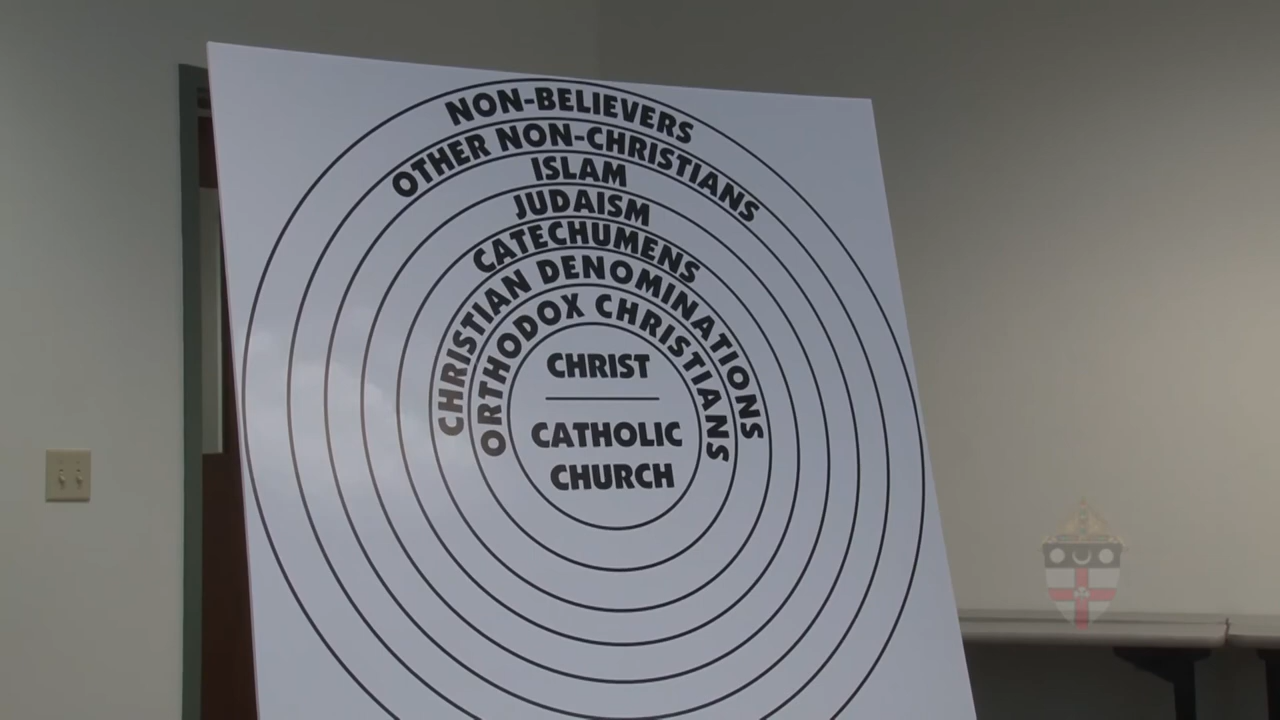 NON-BELIEVERS
OTHER NON-CHRISTIANS
ISLAM
JUDAISM
CATECHUMENS
CHRISTIAN DENOMINATIONS
ORTHODOX CHRISTIANS
CHRIST
CATHOLIC
CHURCH